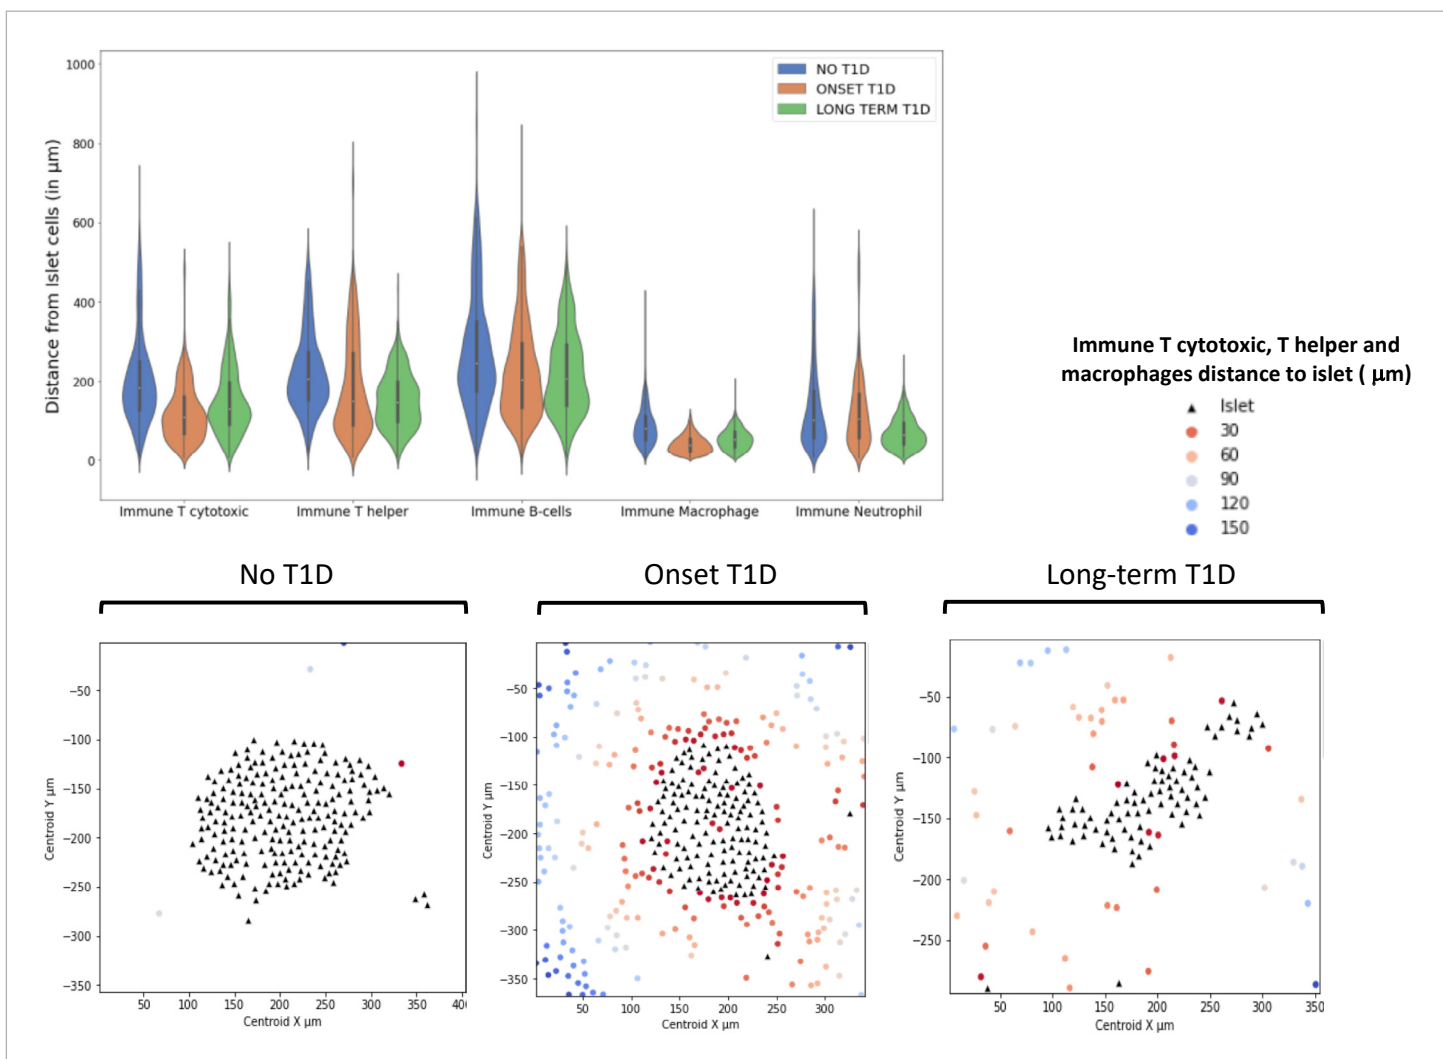 1000
800
600
400
200
0
Distance from Islet cells (in μm)
NO T1D
ONSET T1D
LONG TERM T1D
Immune T cytotoxic
Immune T helper
Immune B-cells
Immune Macrophage
Immune Neutrophil
Immune T cytotoxic, T helper and
macrophages distance to islet ( μm)
Islet
30
60
90
120
150
No T1D
Onset T1D
Long-term T1D
−50
−100
−150
−200
−250
−300
−350
Centroid Y μm
50 100 150 200 250 300 350 40
Centroid X μm
−50
−100
−150
−200
−250
−300
−350
Centroid Y μm
50 100 150 200 250 300
Centroid X μm
−50
−100
−150
−200
−250
Centroid Y μm
50 100 150 200 250 300 350
Centroid X μm